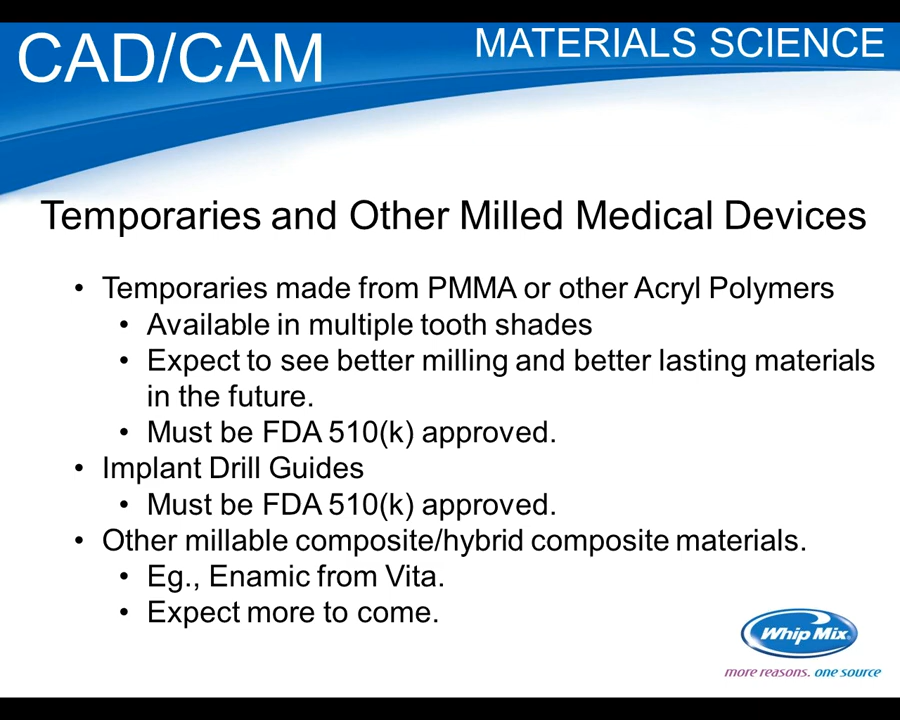 CAD/CAM
MATERIALS SCIENCE
Temporaries and Other Milled Medical Devices
• Temporaries made from PMMA or other Acryl Polymers
• Available in multiple tooth shades
• Expect to see better milling and better lasting materials
in the future.
• Must be FDA 510(k) approved.
• Implant Drill Guides
• Must be FDA 510(k) approved.
• Other millable composite/hybrid composite materials.
• Eg., Enamic from Vita.
• Expect more to come.
Whip Mix
more reasons. one source